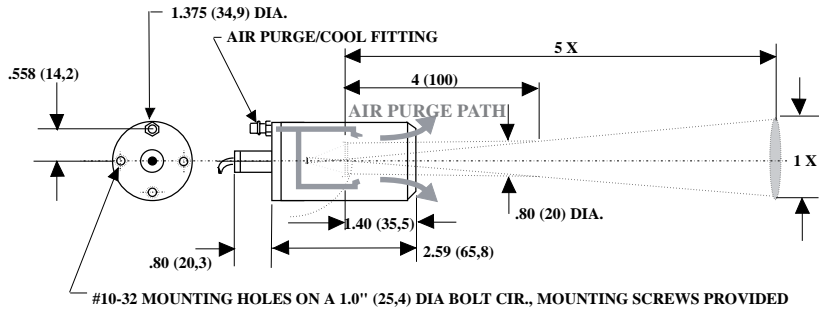 1.375 (34,9) DIA.
AIR PURGE/COOL FITTING
5 X
.558 (14,2)
4 (100)
AIR PURGE PATH
1 X
.80 (20) DIA.
1.40 (35,5)
2.59 (65,8)
.80 (20,3)
#10-32 MOUNTING HOLES ON A 1.0" (25,4) DIA BOLT CIR., MOUNTING SCREWS PROVIDED